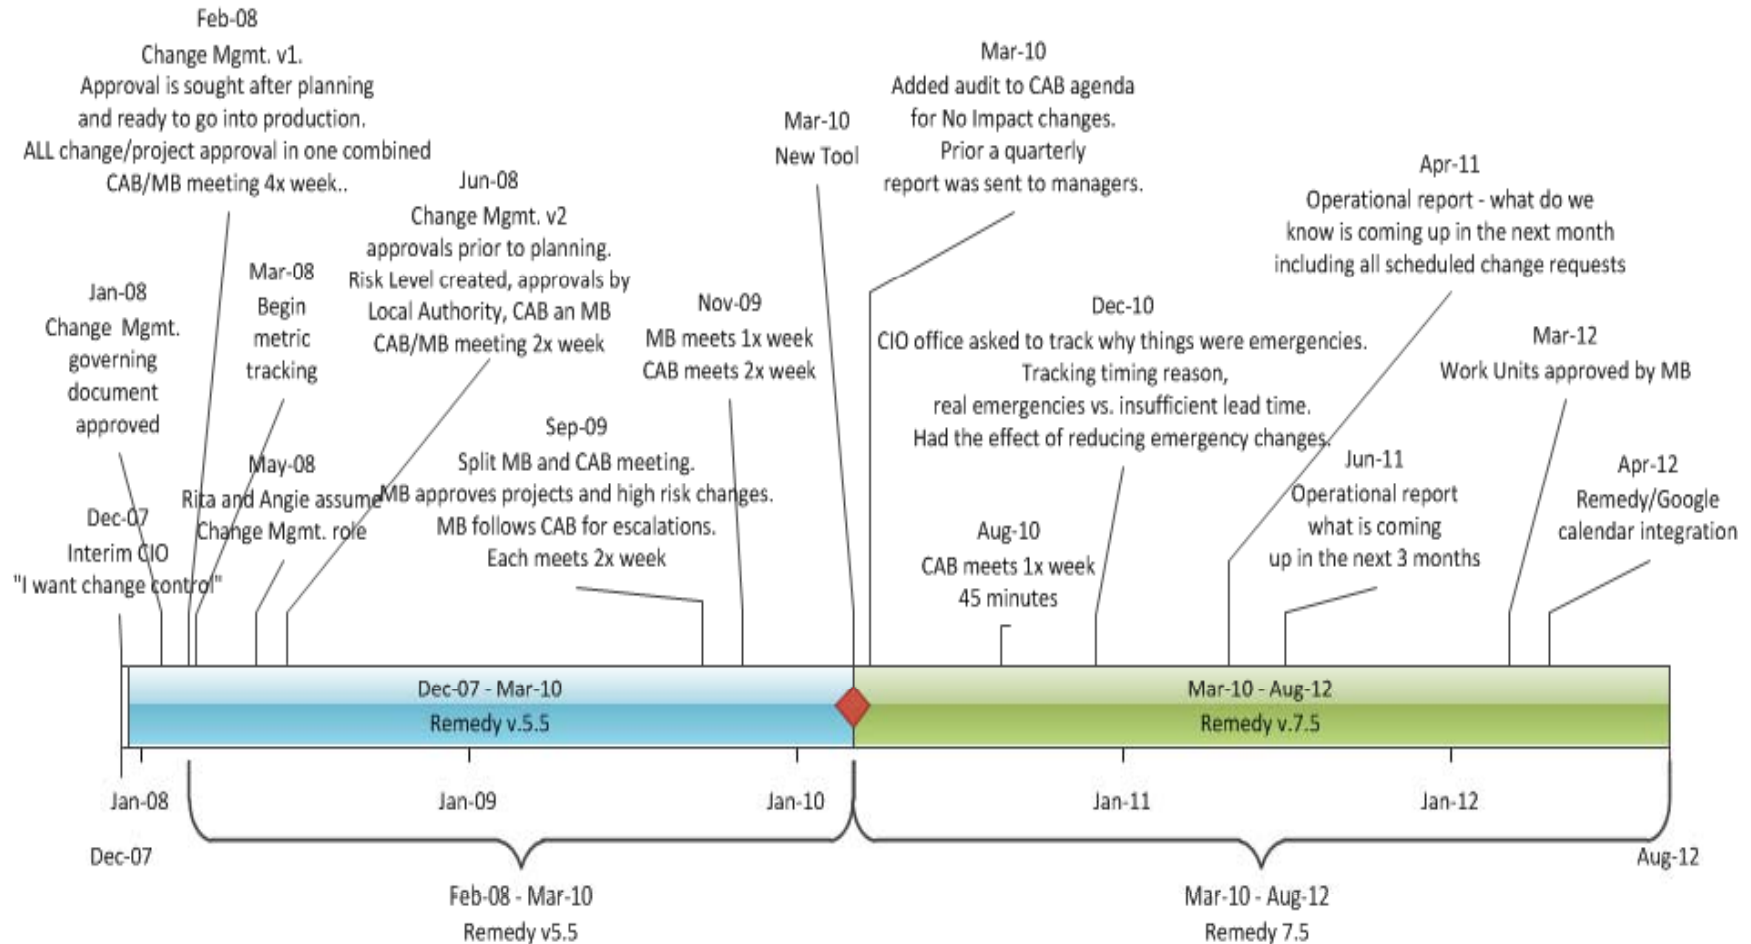 Feb-08
Change Mgmt. v1.
Approval is sought after planning
and ready to go into production.
ALL change/project approval in one combined
CAB/MB meeting 4x week..
Mar-10
Added audit to CAB agenda
for No Impact changes.
Prior a quarterly
report was sent to managers.
Mar-10
New Tool
Apr-11
Operational report - what do we
know is coming up in the next month
including all scheduled change requests
Jun-08
Change Mgmt. v2
approvals prior to planning.
Risk Level created, approvals by
Local Authority, CAB an MB
CAB/MB meeting 2x week
Mar-08
Begin
metric
tracking
Jan-08
Change Mgmt.
governing
document
approved
Nov-09
MB meets 1x week
CAB meets 2x week
Dec-10
CIO office asked to track why things were emergencies.
Tracking timing reason,
real emergencies vs. insufficient lead time.
Had the effect of reducing emergency changes.
Mar-12
Work Units approved by MB
Sep-09
Split MB and CAB meeting.
MB approves projects and high risk changes.
MB follows CAB for escalations.
Each meets 2x week
May-08
Rita and Angie assume
Change Mgmt. role
Jun-11
Operational report
what is coming
up in the next 3 months
Apr-12
Remedy/Google
calendar integration
Dec-07
Interim CIO
"I want change control"
Aug-10
CAB meets 1x week
45 minutes
Dec-07 - Mar-10
Remedy v.5.5
Mar-10 - Aug-12
Remedy v.7.5
Jan-08
Jan-09
Jan-10
Jan-11
Jan-12
Dec-07
Aug-12
Feb-08 - Mar-10
Remedy v5.5
Mar-10 - Aug-12
Remedy 7.5